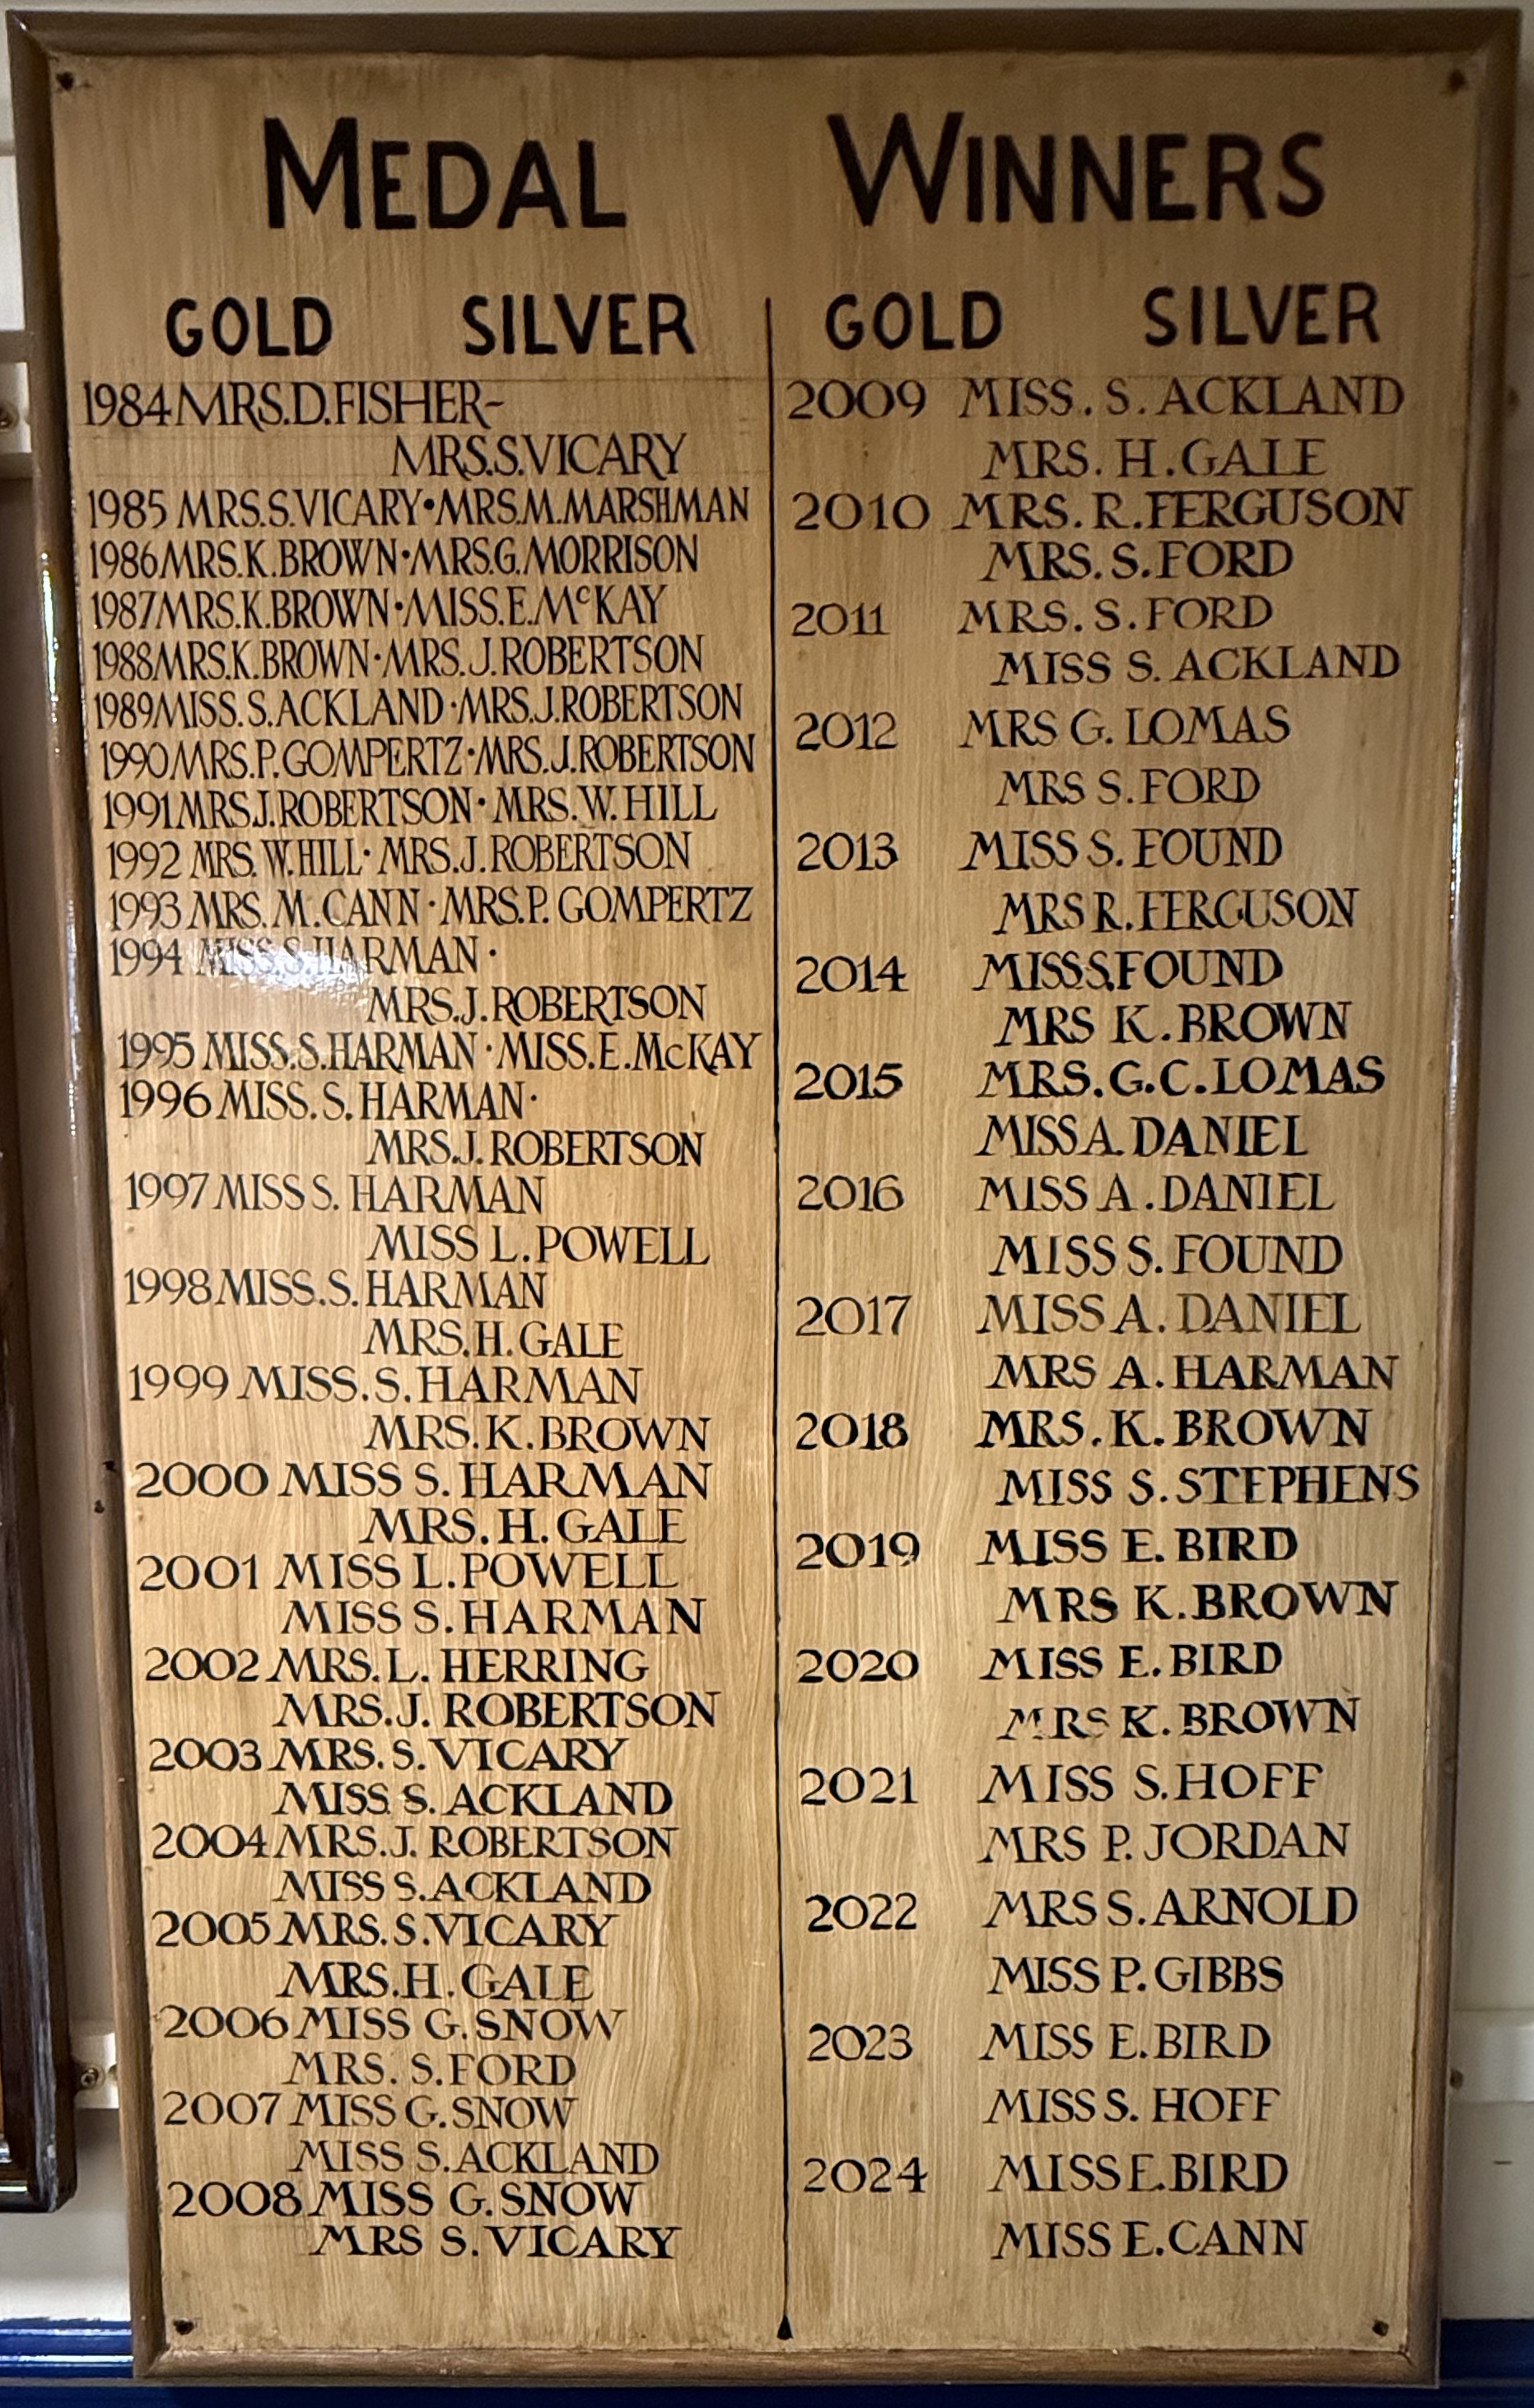 MEDAL WINNERS
GOLD SILVER
1984 MRS.D.FISHER-
MRS.S.VICARY
1985 MRS.S.VICARY•MRS.M.MARSHMAN
1986 MRS.K.BROWN•MRS.G.MORRISON
1987 MRS.K.BROWN•MISS.E.McKAY
1988 MRS.K.BROWN·MRS.J.ROBERTSON
1989 MISS.S.ACKLAND·MRS.J.ROBERTSON
1990 MRS.P.GOMPERTZ·MRS.J.ROBERTSON
1991 MRS.J.ROBERTSON·MRS.W.HILL
1992 MRS.W.HILL·MRS.J.ROBERTSON
1993 MRS.M.CANN·MRS.P.GOMPERTZ
1994 MISS.S.HARMAN·
MRS.J.ROBERTSON
1995 MISS.S.HARMAN·MISS.E.McKAY
1996 MISS.S.HARMAN·
MRS.J.ROBERTSON
1997 MISS S. HARMAN
MISS L.POWELL
1998 MISS.S.HARMAN
MRS.H.GALE
1999 MISS.S.HARMAN
MRS.K.BROWN
2000 MISS S. HARMAN
MRS.H.GALE
2001 MISS L.POWELL
MISS S.HARMAN
2002 MRS.L. HERRING
MRS.J. ROBERTSON
2003 MRS.S.VICARY
MISS S.ACKLAND
2004 MRS.J. ROBERTSON
MISS S.ACKLAND
2005 MRS.S.VICARY
MRS.H.GALE
2006 MISS G.SNOW
MRS. S.FORD
2007 MISS G.SNOW
MISS S.ACKLAND
2008 MISS G.SNOW
MRS S.VICARY
GOLD SILVER
2009 MISS.S.ACKLAND
MRS.H.GALE
2010 MRS.R.FERGUSON
MRS.S.FORD
2011 MRS.S.FORD
MISS S.ACKLAND
2012 MRS G.LOMAS
MRS S.FORD
2013 MISS S.FOUND
MRS R.FERGUSON
2014 MISS S.FOUND
MRS K.BROWN
2015 MRS.G.C.LOMAS
MISS A.DANIEL
2016 MISS A.DANIEL
MISS S.FOUND
2017 MISS A.DANIEL
MRS A.HARMAN
2018 MRS.K.BROWN
MISS S.STEPHENS
2019 MISS E.BIRD
MRS K.BROWN
2020 MISS E.BIRD
MRS K.BROWN
2021 MISS S.HOFF
MRS P.JORDAN
2022 MRS S.ARNOLD
MISS P.GIBBS
2023 MISS E.BIRD
MISS S. HOFF
2024 MISS E.BIRD
MISS E.CANN